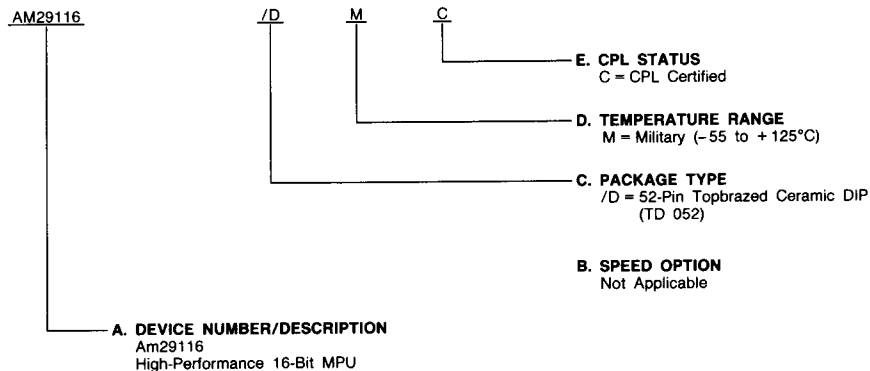 AM29116 /D M C
E. CPL STATUS
C = CPL Certified
D. TEMPERATURE RANGE
M = Military (−55 to +125°C)
C. PACKAGE TYPE
/D = 52-Pin Topbrazed Ceramic DIP
(TD 052)
B. SPEED OPTION
Not Applicable
A. DEVICE NUMBER/DESCRIPTION
Am29116
High-Performance 16-Bit MPU